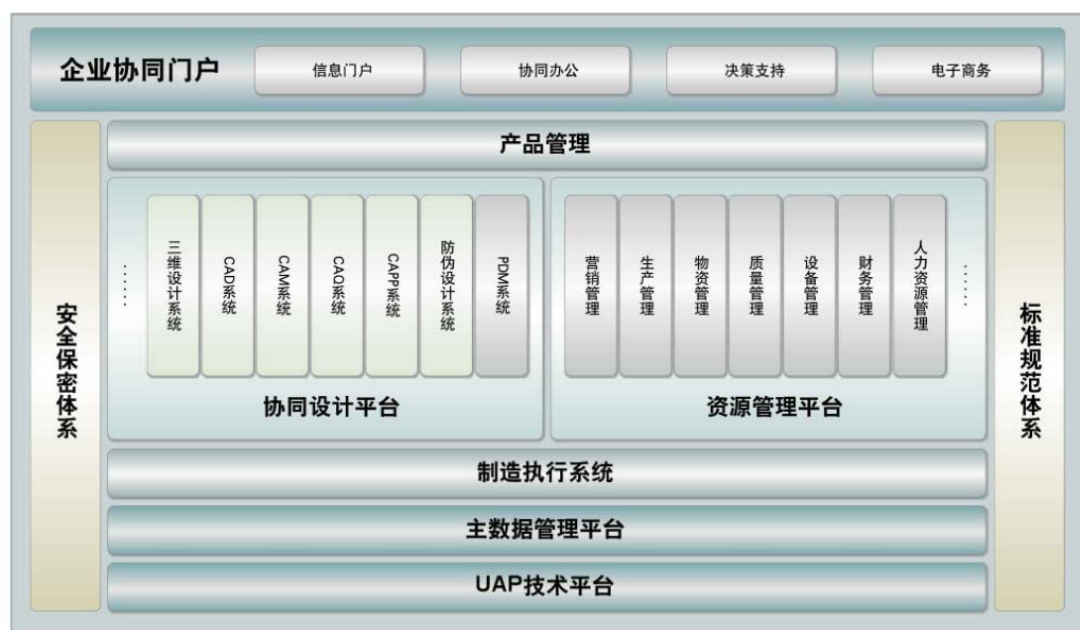 企业协同门户
信息门户
协同办公
决策支持
电子商务
安全保密体系
产品管理
......
三维设计系统
CAD系统
CAM系统
CAQ系统
CAPP系统
防伪设计系统
PDM系统
协同设计平台
营销管理
生产管理
物资管理
质量管理
设备管理
财务管理
人力资源管理
......
资源管理平台
标准规范体系
制造执行系统
主数据管理平台
UAP技术平台